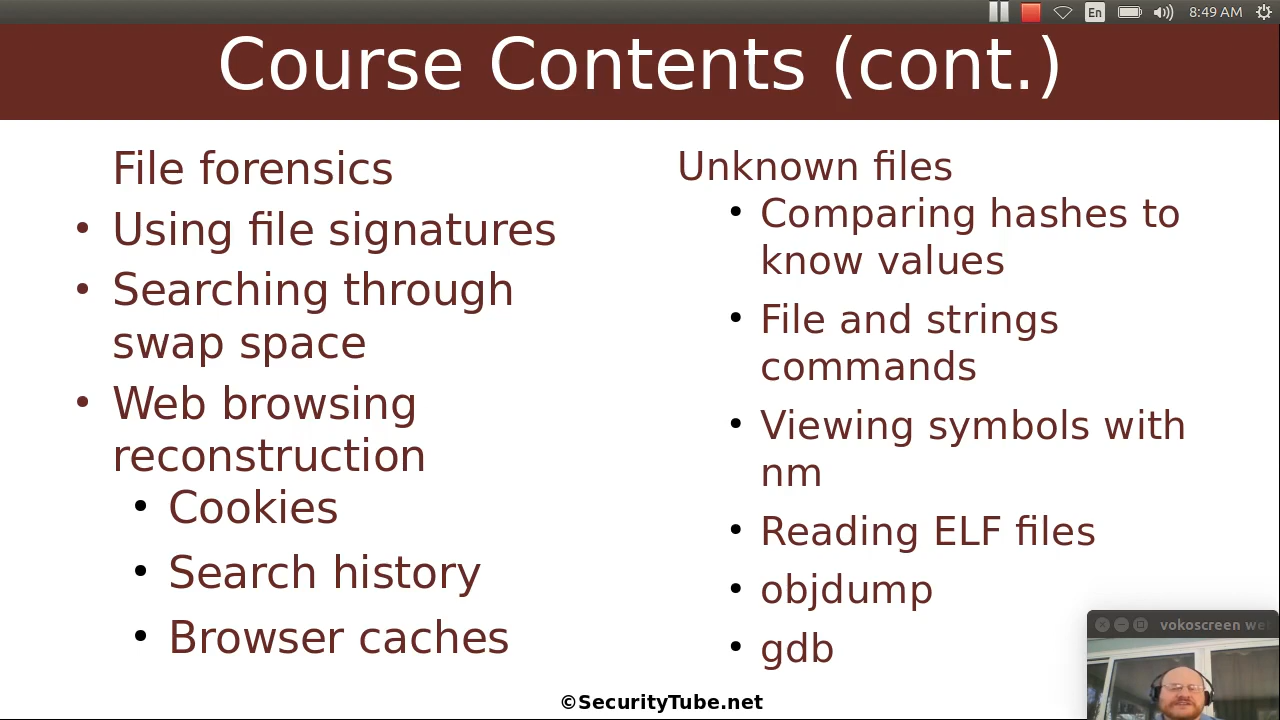 En
8:49 AM
Course Contents (cont.)
File forensics
• Using file signatures
• Searching through
swap space
• Web browsing
reconstruction
• Cookies
• Search history
• Browser caches
Unknown files
• Comparing hashes to
know values
• File and strings
commands
• Viewing symbols with
nm
• Reading ELF files
• objdump
• gdb
vokoscreen we
©SecurityTube.net